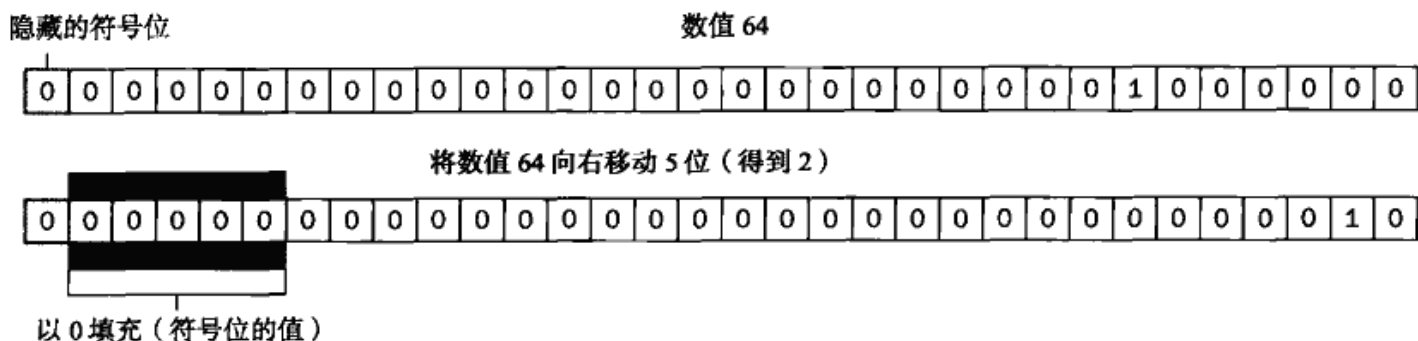 隐藏的符号位 数值 64
0 0 0 0 0 0 0 0 0 0 0 0 0 0 0 0 0 0 0 0 0 0 0 0 0 1 0 0 0 0 0 0
将数值 64 向右移动 5 位（得到 2）
0 0 0 0 0 0 0 0 0 0 0 0 0 0 0 0 0 0 0 0 0 0 0 0 0 0 0 0 0 0 1 0
以 0 填充（符号位的值）